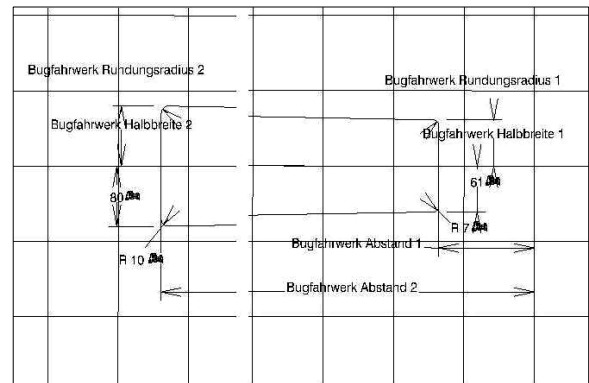 Bugfahrwerk Rundungsradius 2
Bugfahrwerk Rundungsradius 1
Bugfahrwerk Halbbreite 2
Bugfahrwerk Halbbreite 1
61
80
R 7
Bugfahrwerk Abstand 1
R 10
Bugfahrwerk Abstand 2